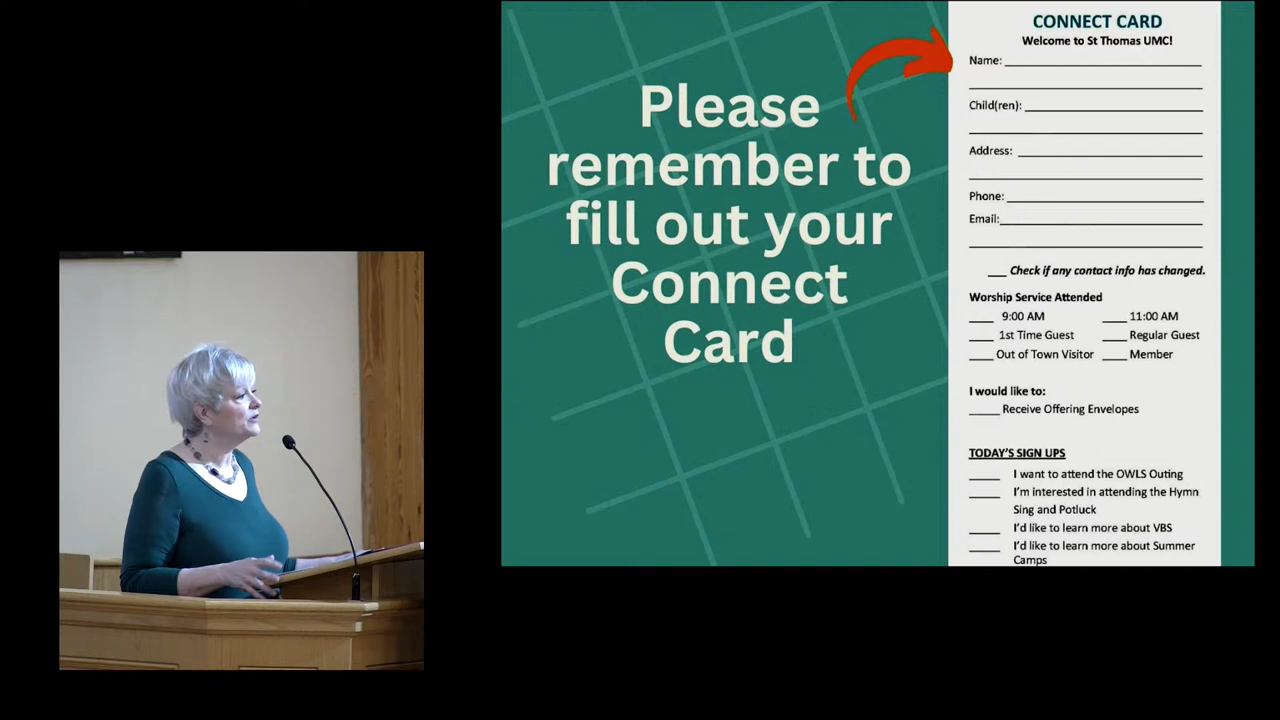 Please
remember to
fill out your
Connect
Card
CONNECT CARD
Welcome to St Thomas UMC!
Name:
Child(ren):
Address:
Phone:
Email:
Check if any contact info has changed.
Worship Service Attended
9:00 AM 11:00 AM
1st Time Guest Regular Guest
Out of Town Visitor Member
I would like to:
Receive Offering Envelopes
TODAY'S SIGN UPS
I want to attend the OWLS Outing
I'm interested in attending the Hymn
Sing and Potluck
I'd like to learn more about VBS
I'd like to learn more about Summer
Camps